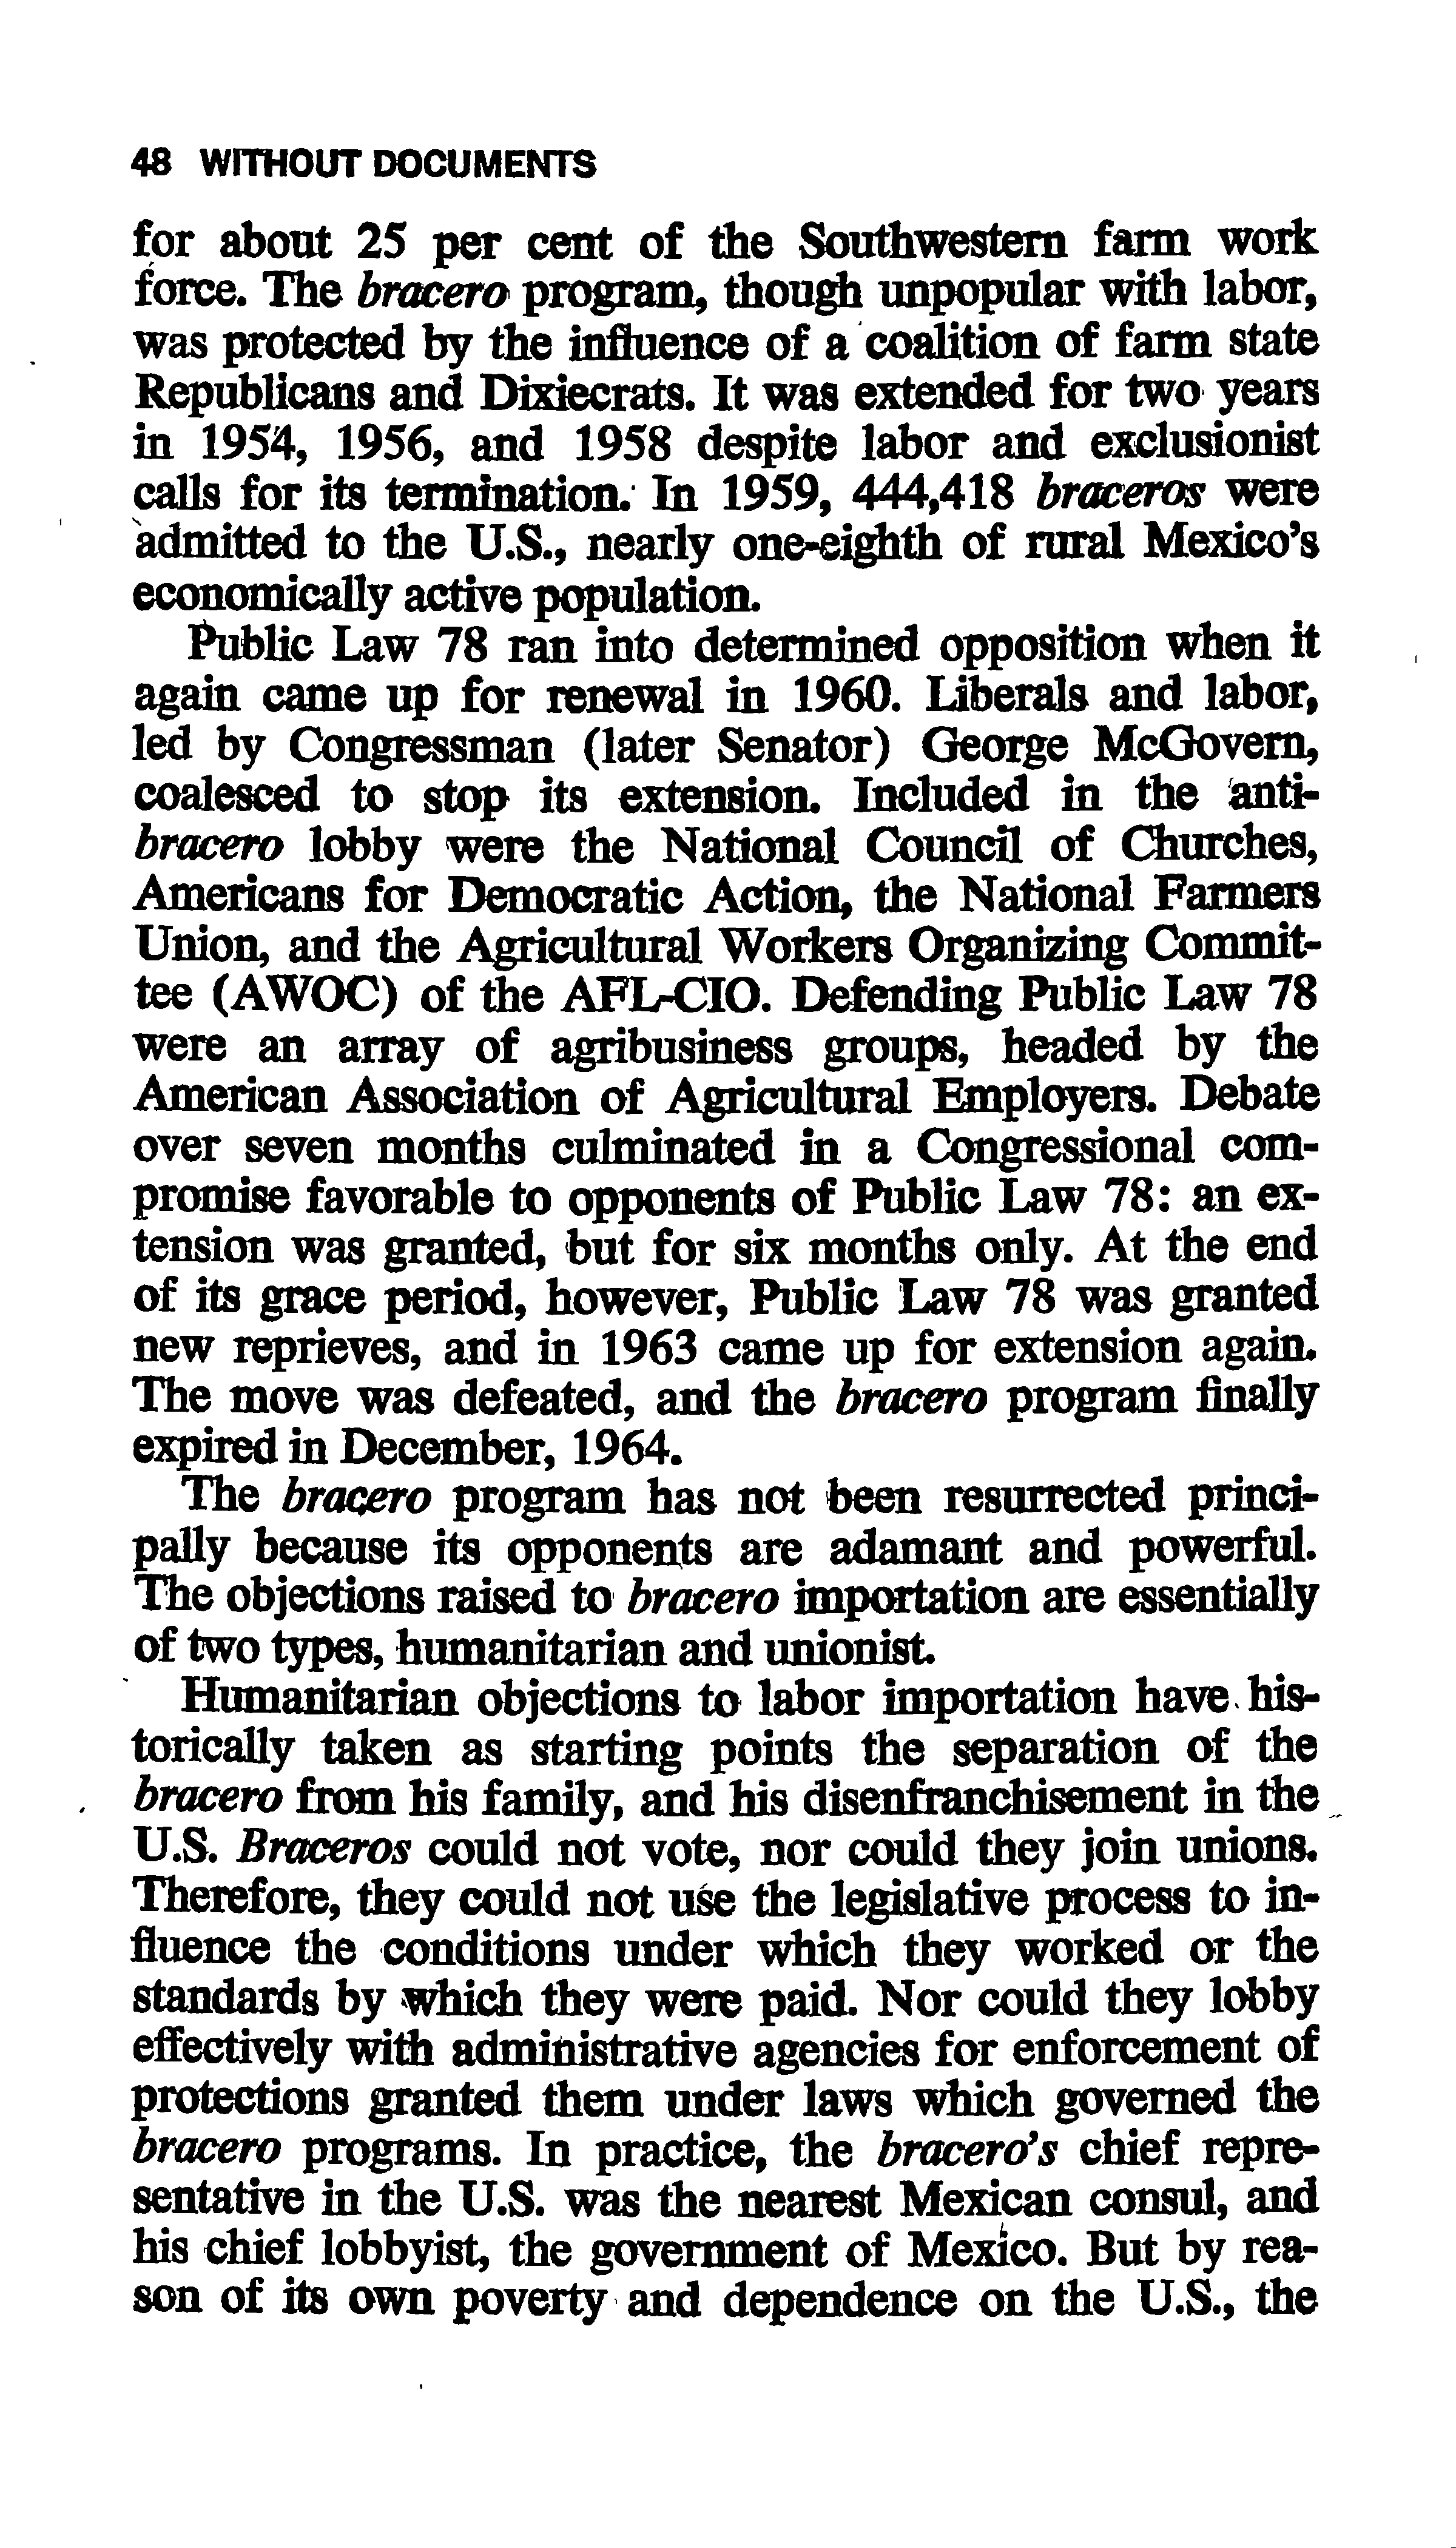 48 WITHOUT DOCUMENTS
for about 25 per cent of the Southwestern farm work
force. The bracero program, though unpopular with labor,
was protected by the influence of a coalition of farm state
Republicans and Dixiecrats. It was extended for two years
in 1954, 1956, and 1958 despite labor and exclusionist
calls for its termination. In 1959, 444,418 braceros were
admitted to the U.S., nearly one-eighth of rural Mexico's
economically active population.
Public Law 78 ran into determined opposition when it
again came up for renewal in 1960. Liberals and labor,
led by Congressman (later Senator) George McGovern,
coalesced to stop its extension. Included in the anti-
bracero lobby were the National Council of Churches,
Americans for Democratic Action, the National Farmers
Union, and the Agricultural Workers Organizing Commit-
tee (AWOC) of the AFL-CIO. Defending Public Law 78
were an array of agribusiness groups, headed by the
American Association of Agricultural Employers. Debate
over seven months culminated in a Congressional com-
promise favorable to opponents of Public Law 78: an ex-
tension was granted, but for six months only. At the end
of its grace period, however, Public Law 78 was granted
new reprieves, and in 1963 came up for extension again.
The move was defeated, and the bracero program finally
expired in December, 1964.
The bracero program has not been resurrected princi-
pally because its opponents are adamant and powerful.
The objections raised to bracero importation are essentially
of two types, humanitarian and unionist.
Humanitarian objections to labor importation have his-
torically taken as starting points the separation of the
bracero from his family, and his disenfranchisement in the
U.S. Braceros could not vote, nor could they join unions.
Therefore, they could not use the legislative process to in-
fluence the conditions under which they worked or the
standards by which they were paid. Nor could they lobby
effectively with administrative agencies for enforcement of
protections granted them under laws which governed the
bracero programs. In practice, the bracero's chief repre-
sentative in the U.S. was the nearest Mexican consul, and
his chief lobbyist, the government of Mexico. But by rea-
son of its own poverty and dependence on the U.S., the